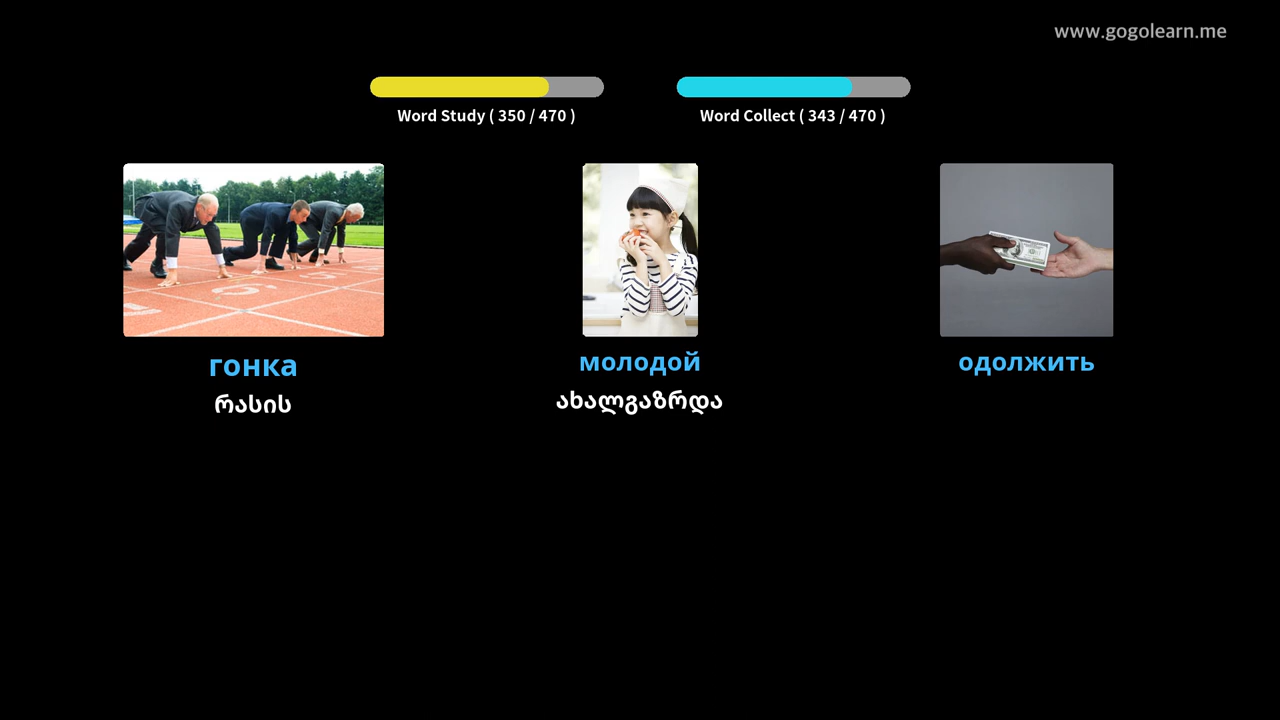 www.gogolearn.me
Word Study ( 350 / 470 )
Word Collect ( 343 / 470 )
гонка
რასის
молодой
ახალგაზრდა
одолжить